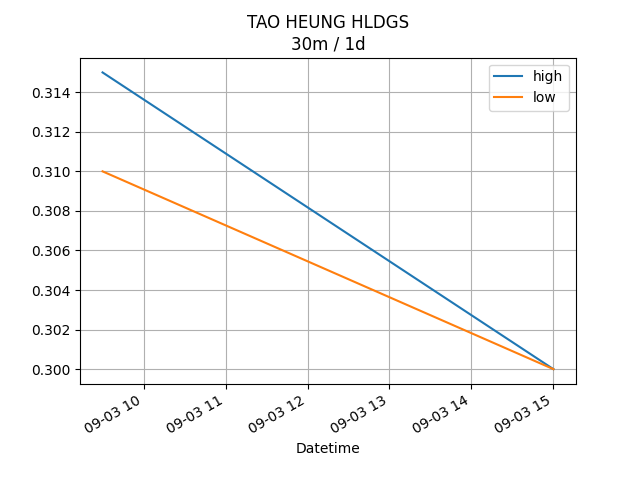 TAO HEUNG HLDGS
30m / 1d
high
low
0.314
0.312
0.310
0.308
0.306
0.304
0.302
0.300
09-03 10
09-03 11
09-03 12
09-03 13
09-03 14
09-03 15
Datetime